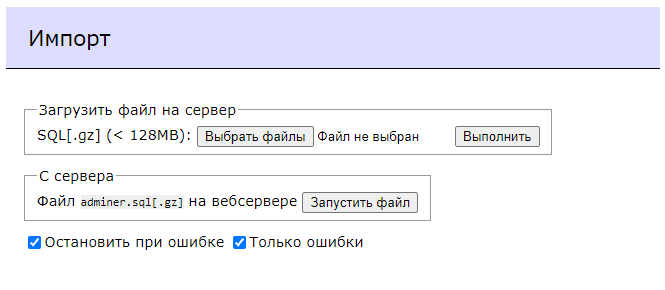 Импорт
Загрузить файл на сервер
SQL[.gz] (< 128MB): Выбрать файлы Файл не выбран Выполнить
С сервера
Файл adminer.sql[.gz] на вебсервере Запустить файл
Остановить при ошибке Только ошибки